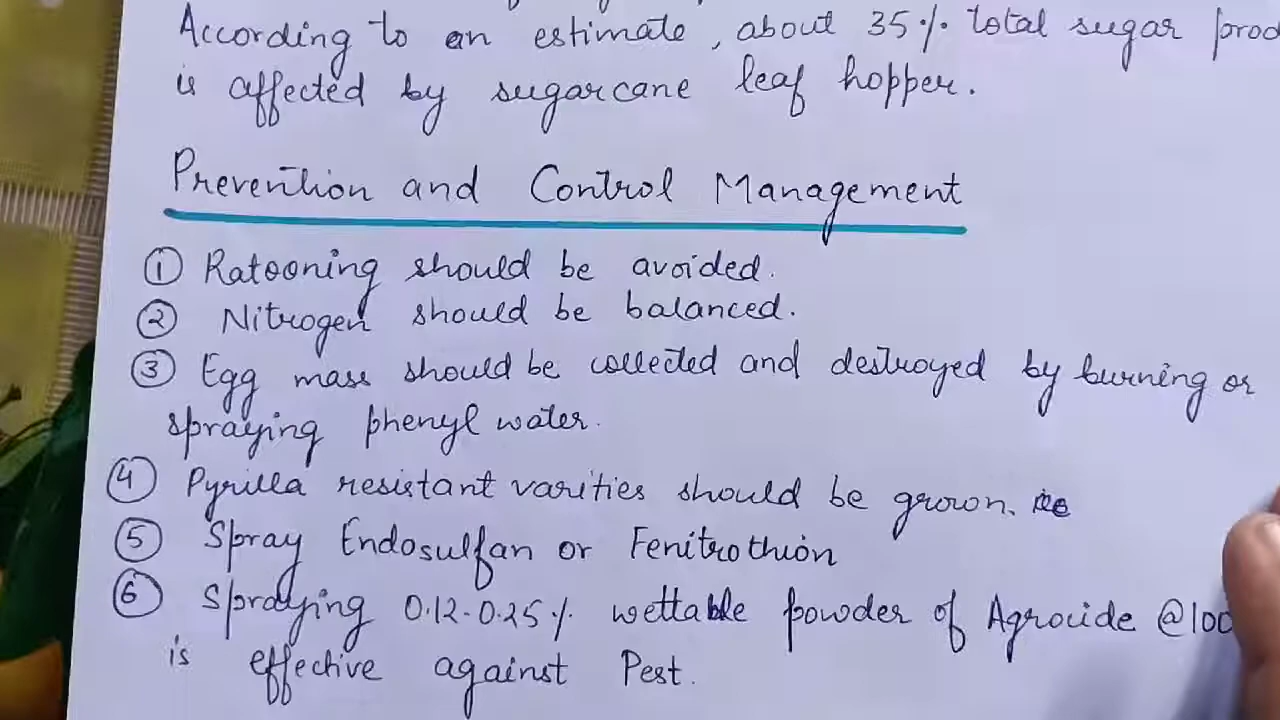 According to an estimate, about 35% total sugar prod
is affected by sugarcane leaf hopper.
Prevention and Control Management
① Ratooning should be avoided.
② Nitrogen should be balanced.
③ Egg mass should be collected and destroyed by burning or
spraying phenyl water.
④ Pyrilla resistant varities should be grown.
⑤ Spray Endosulfan or Fenitrothion
⑥ Spraying 0.12-0.25% wettable powder of Agrocide @100
is effective against Pest.